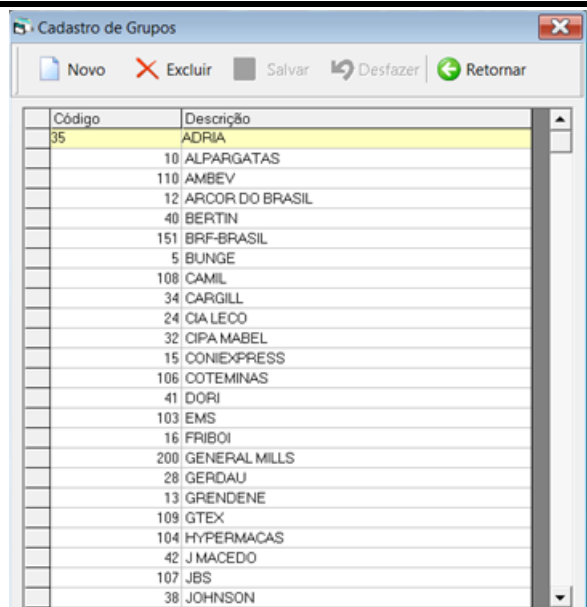 Cadastro de Grupos
Novo Excluir Salvar Desfazer Retornar
Código Descrição
35 ADRIA
10 ALPARGATAS
110 AMBEV
12 ARCOR DO BRASIL
40 BERTIN
151 BRF-BRASIL
5 BUNGE
108 CAMIL
34 CARGILL
24 CIA LECO
32 CIPA MABEL
15 CONIEXPRESS
106 COTEMINAS
41 DORI
103 EMS
16 FRIBOI
200 GENERAL MILLS
28 GERDAU
13 GRENDENE
109 GTEX
104 HYPERMACAS
42 J MACEDO
107 JBS
38 JOHNSON